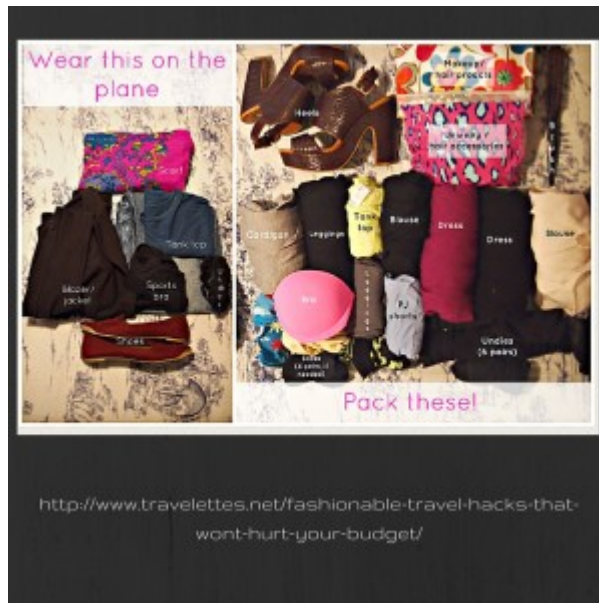 Wear this on the
plane
Scarf
Tank top
Blazer/
jacket
Sports
bra
Shoes
Heels
Makeup/
hair products
Jewelry/
hair accessories
Cardigan
Leggings
Tank
top
Blouse
Dress
Dress
Blouse
Bra
Leggings
PJ
shorts
Undies
(6 pairs)
Pack these!
http://www.travelettes.net/fashionable-travel-hacks-that-
wont-hurt-your-budget/